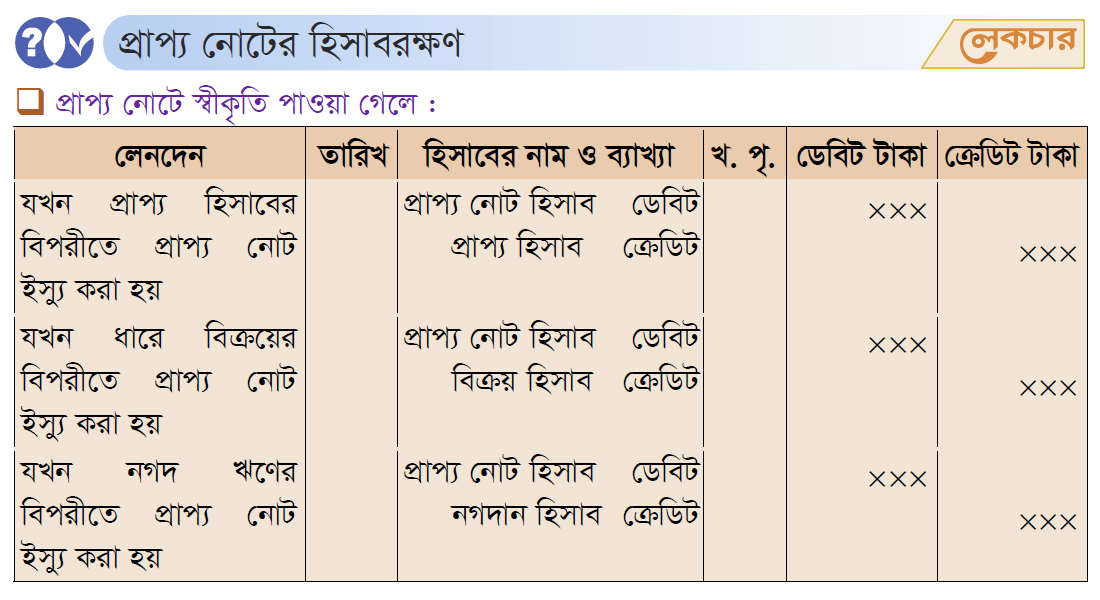 প্রাপ্য নোটের হিসাবরক্ষণ
লেকচার
প্রাপ্য নোটে স্বীকৃতি পাওয়া গেলে :
লেনদেন তারিখ হিসাবের নাম ও ব্যাখ্যা খ. পৃ. ডেবিট টাকা ক্রেডিট টাকা
যখন প্রাপ্য হিসাবের প্রাপ্য নোট হিসাব ডেবিট ×××
বিপরীতে প্রাপ্য নোট প্রাপ্য হিসাব ক্রেডিট ×××
ইস্যু করা হয়
যখন ধারে বিক্রয়ের প্রাপ্য নোট হিসাব ডেবিট ×××
বিপরীতে প্রাপ্য নোট বিক্রয় হিসাব ক্রেডিট ×××
ইস্যু করা হয়
যখন নগদ ঋণের প্রাপ্য নোট হিসাব ডেবিট ×××
বিপরীতে প্রাপ্য নোট নগদান হিসাব ক্রেডিট ×××
ইস্যু করা হয়